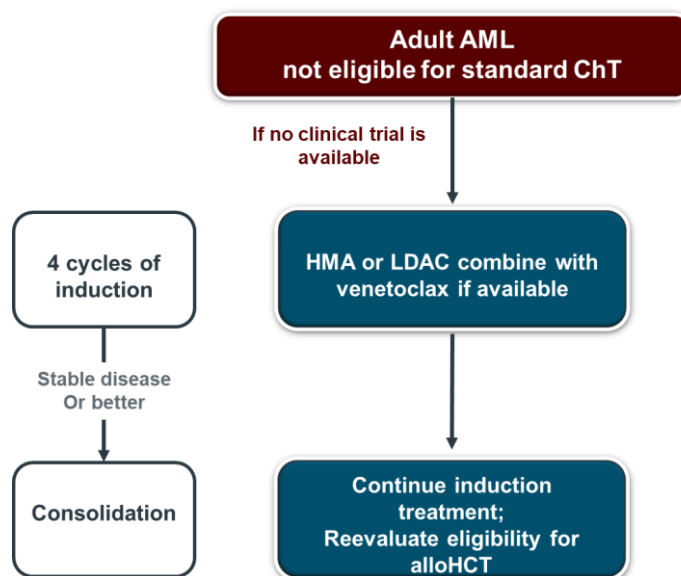 Adult AML
not eligible for standard ChT
If no clinical trial is
available
4 cycles of
induction
HMA or LDAC combine with
venetoclax if available
Stable disease
Or better
Consolidation
Continue induction
treatment;
Reevaluate eligibility for
alloHCT